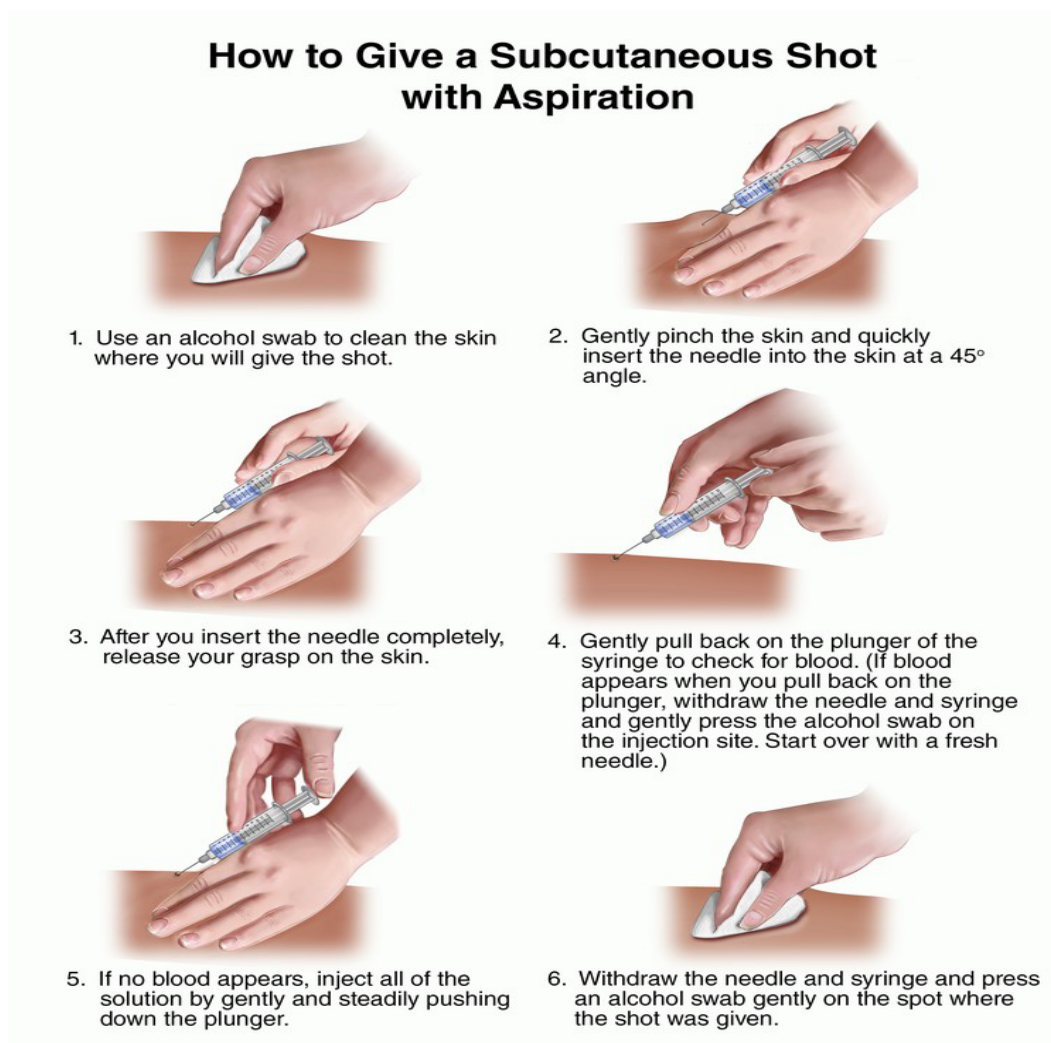 How to Give a Subcutaneous Shot
with Aspiration
1. Use an alcohol swab to clean the skin
where you will give the shot.
2. Gently pinch the skin and quickly
insert the needle into the skin at a 45°
angle.
3. After you insert the needle completely,
release your grasp on the skin.
4. Gently pull back on the plunger of the
syringe to check for blood. (If blood
appears when you pull back on the
plunger, withdraw the needle and syringe
and gently press the alcohol swab on
the injection site. Start over with a fresh
needle.)
5. If no blood appears, inject all of the
solution by gently and steadily pushing
down the plunger.
6. Withdraw the needle and syringe and press
an alcohol swab gently on the spot where
the shot was given.